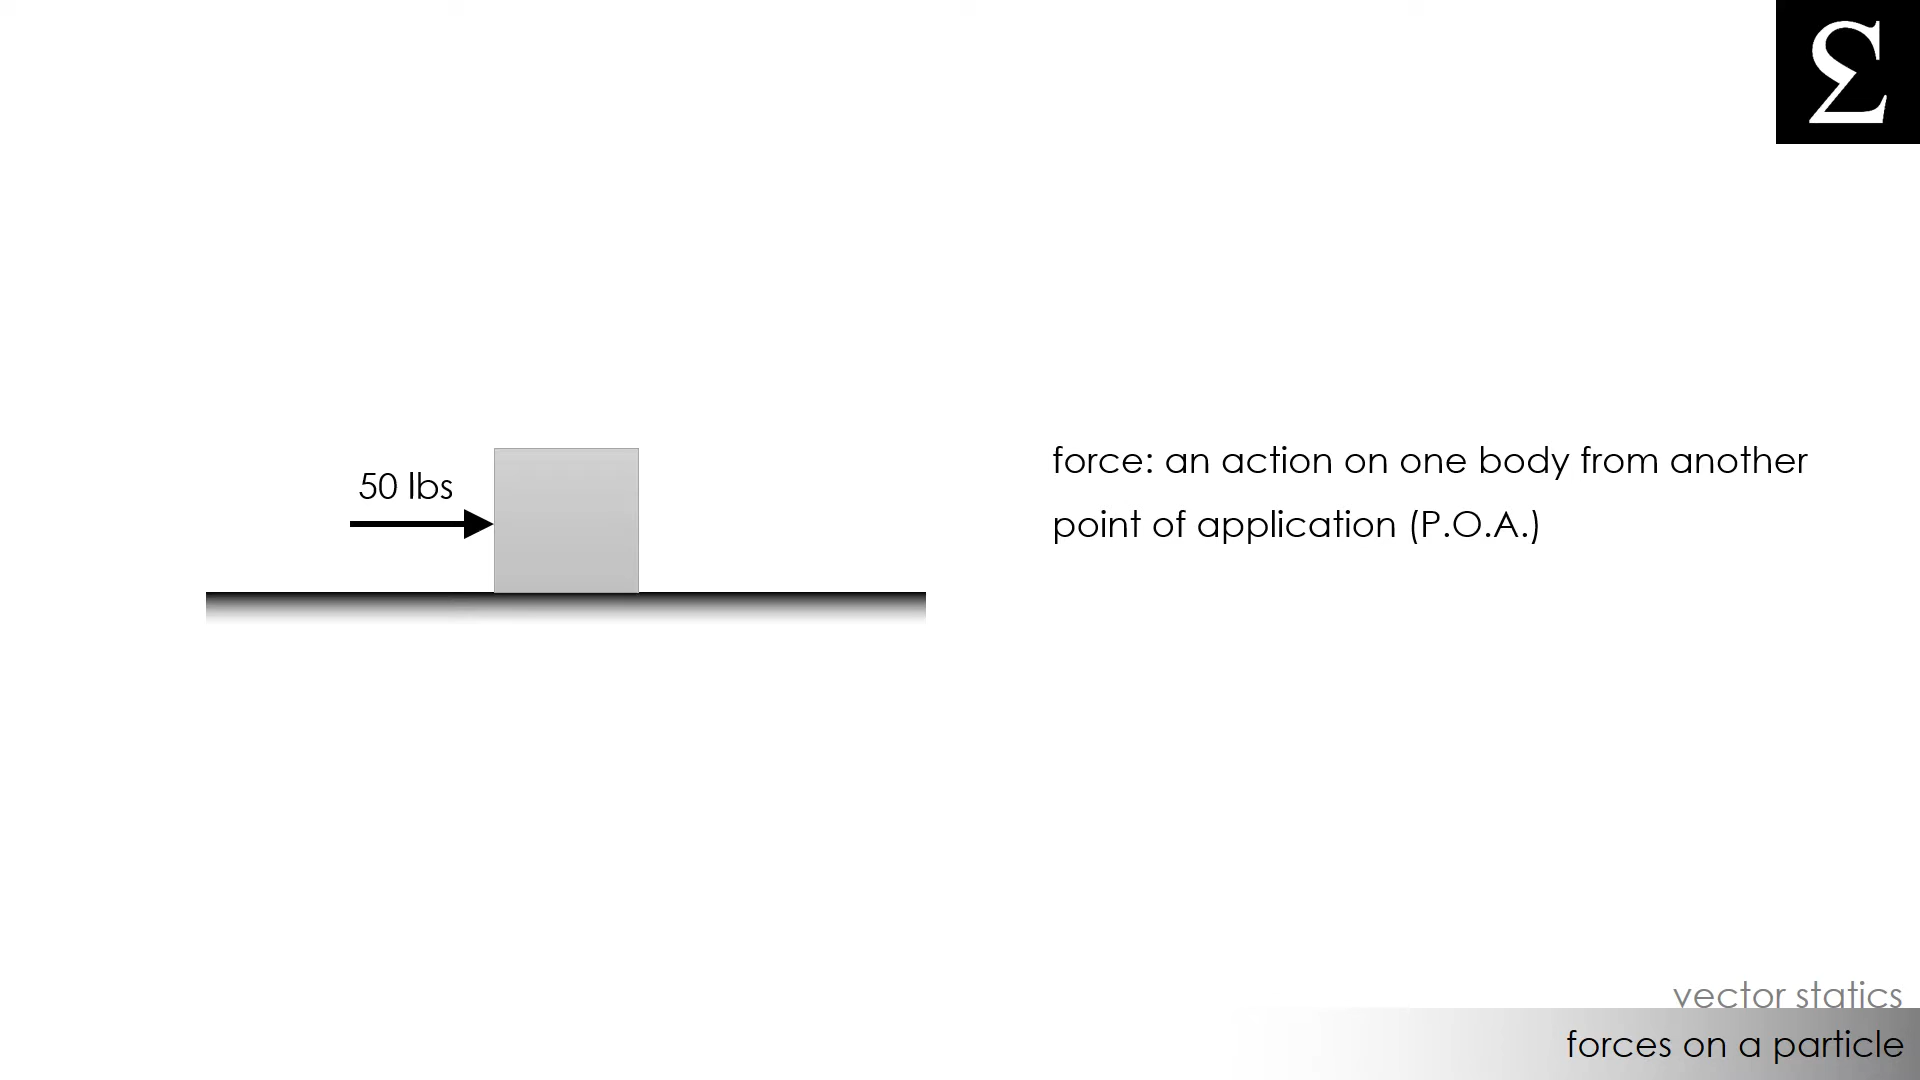 Σ
50 lbs
force: an action on one body from another
point of application (P.O.A.)
vector statics
forces on a particle